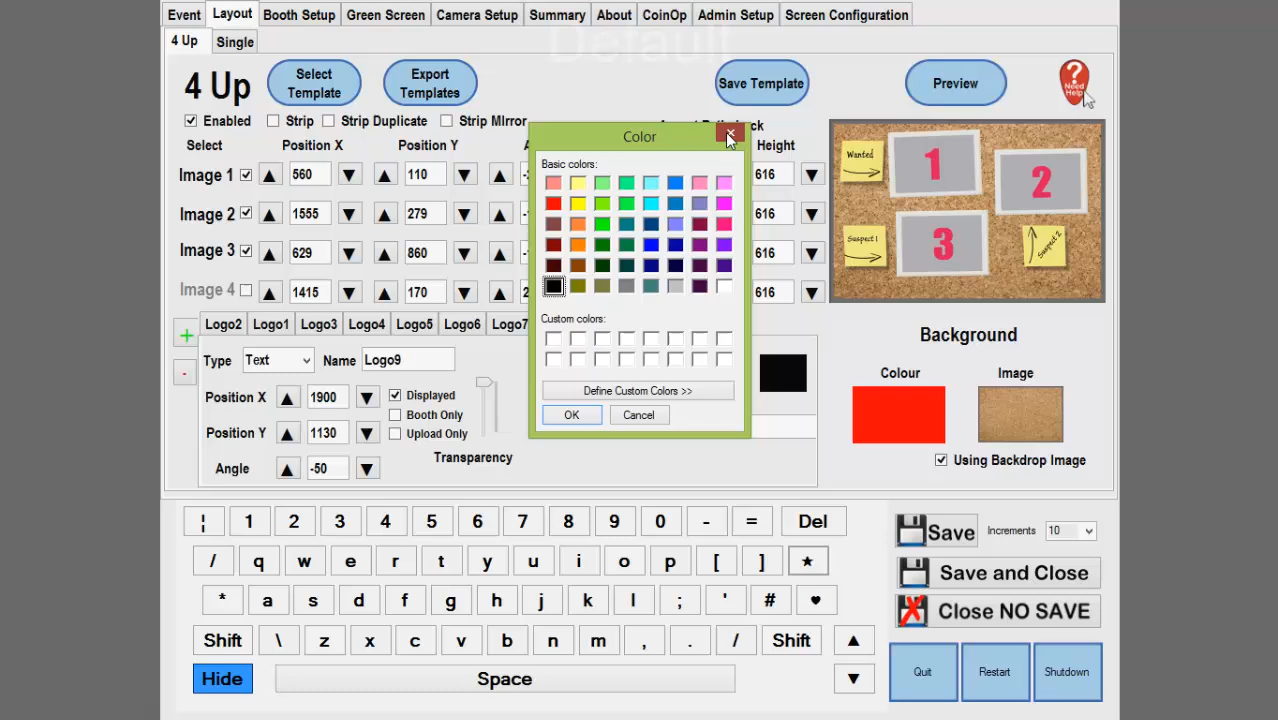 Event Layout Booth Setup Green Screen Camera Setup Summary About CoinOp Admin Setup Screen Configuration
4 Up Single
Default
4 Up Select Template Export Templates Save Template Preview Need Help
Enabled Strip Strip Duplicate Strip MIrror
Select Position X Position Y Height
Image 1 560 110 616
Image 2 1555 279 616
Image 3 629 860 616
Image 4 1415 170 616
Color
Basic colors:
Custom colors:
Define Custom Colors >>
OK Cancel
Wanted 1 2
Suspect 1 3 Suspect 2
+ Logo2 Logo1 Logo3 Logo4 Logo5 Logo6 Logo7
- Type Text Name Logo9
Position X 1900 Displayed
Booth Only
Position Y 1130 Upload Only
Transparency
Angle -50
Background
Colour Image
Using Backdrop Image
¦ 1 2 3 4 5 6 7 8 9 0 - = Del
/ q w e r t y u i o p [ ] ★
* a s d f g h j k l ; ' # ♥
Shift \ z x c v b n m , . / Shift ▲
Hide Space ▼
Save Increments 10
Save and Close
Close NO SAVE
Quit Restart Shutdown